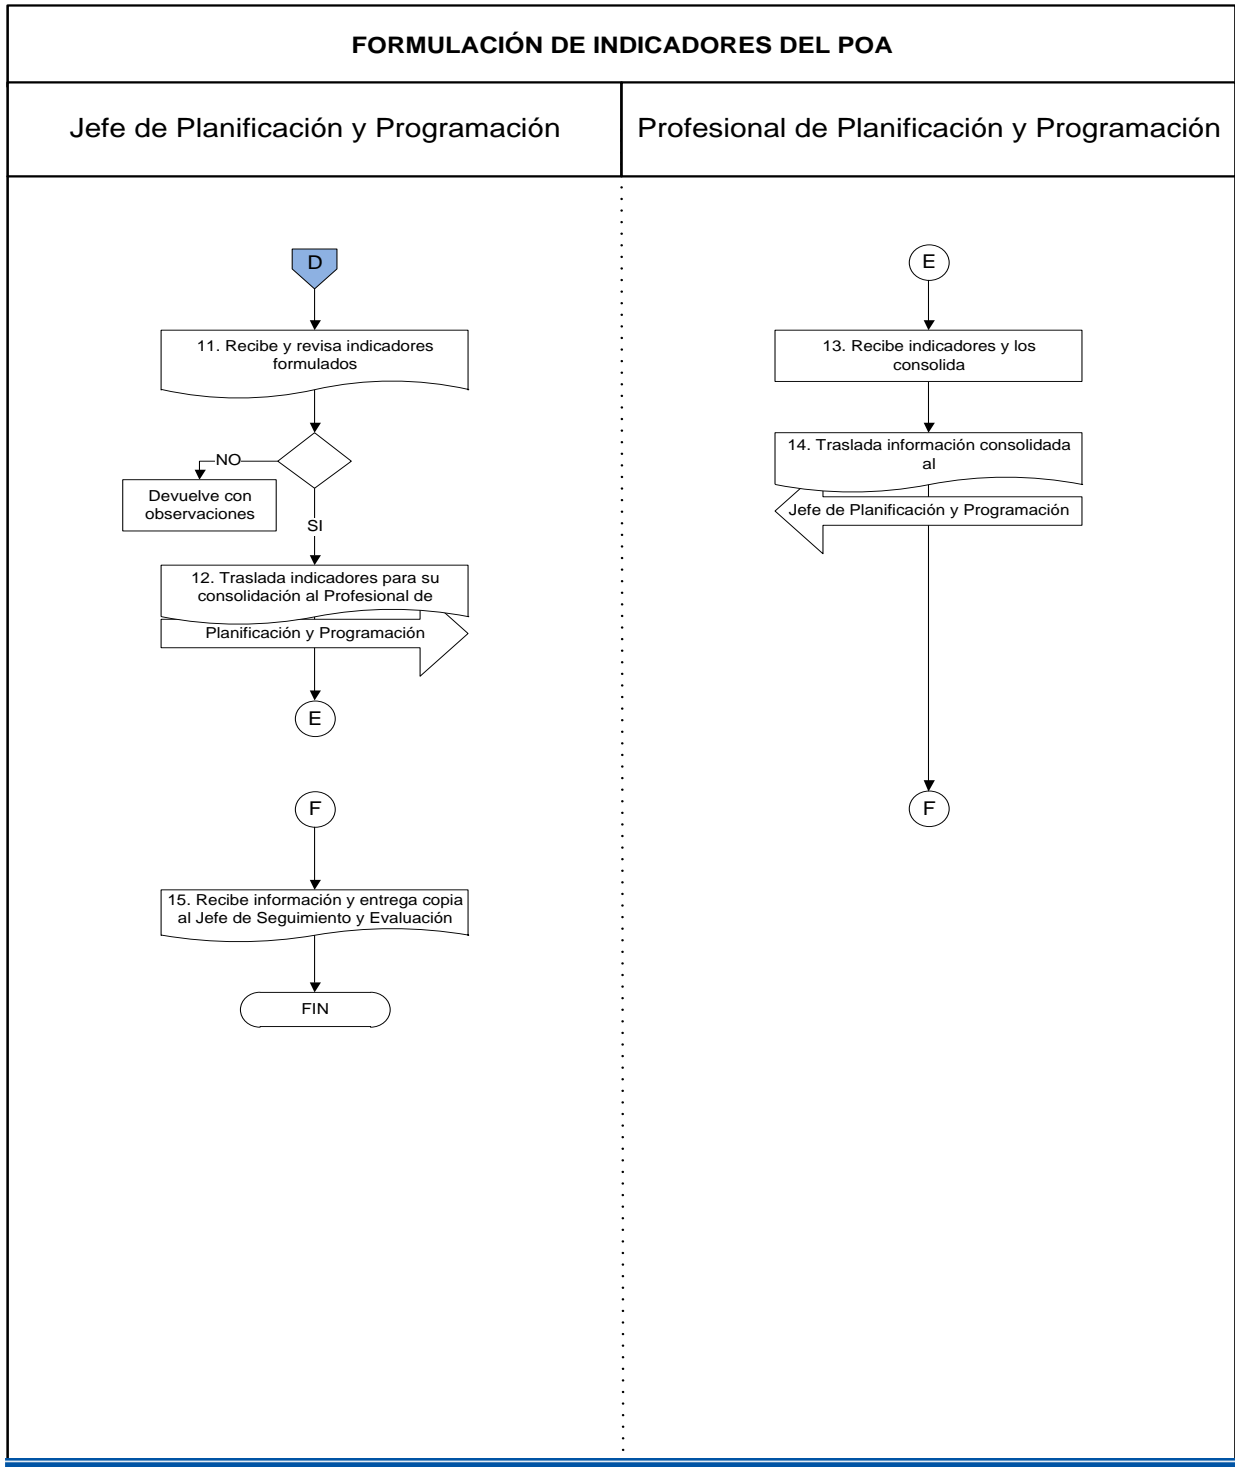 FORMULACIÓN DE INDICADORES DEL POA
Jefe de Planificación y Programación
Profesional de Planificación y Programación
D
11. Recibe y revisa indicadores
formulados
NO
Devuelve con
observaciones
SI
12. Traslada indicadores para su
consolidación al Profesional de
Planificación y Programación
E
F
15. Recibe información y entrega copia
al Jefe de Seguimiento y Evaluación
FIN
E
13. Recibe indicadores y los
consolida
14. Traslada información consolidada
al
Jefe de Planificación y Programación
F